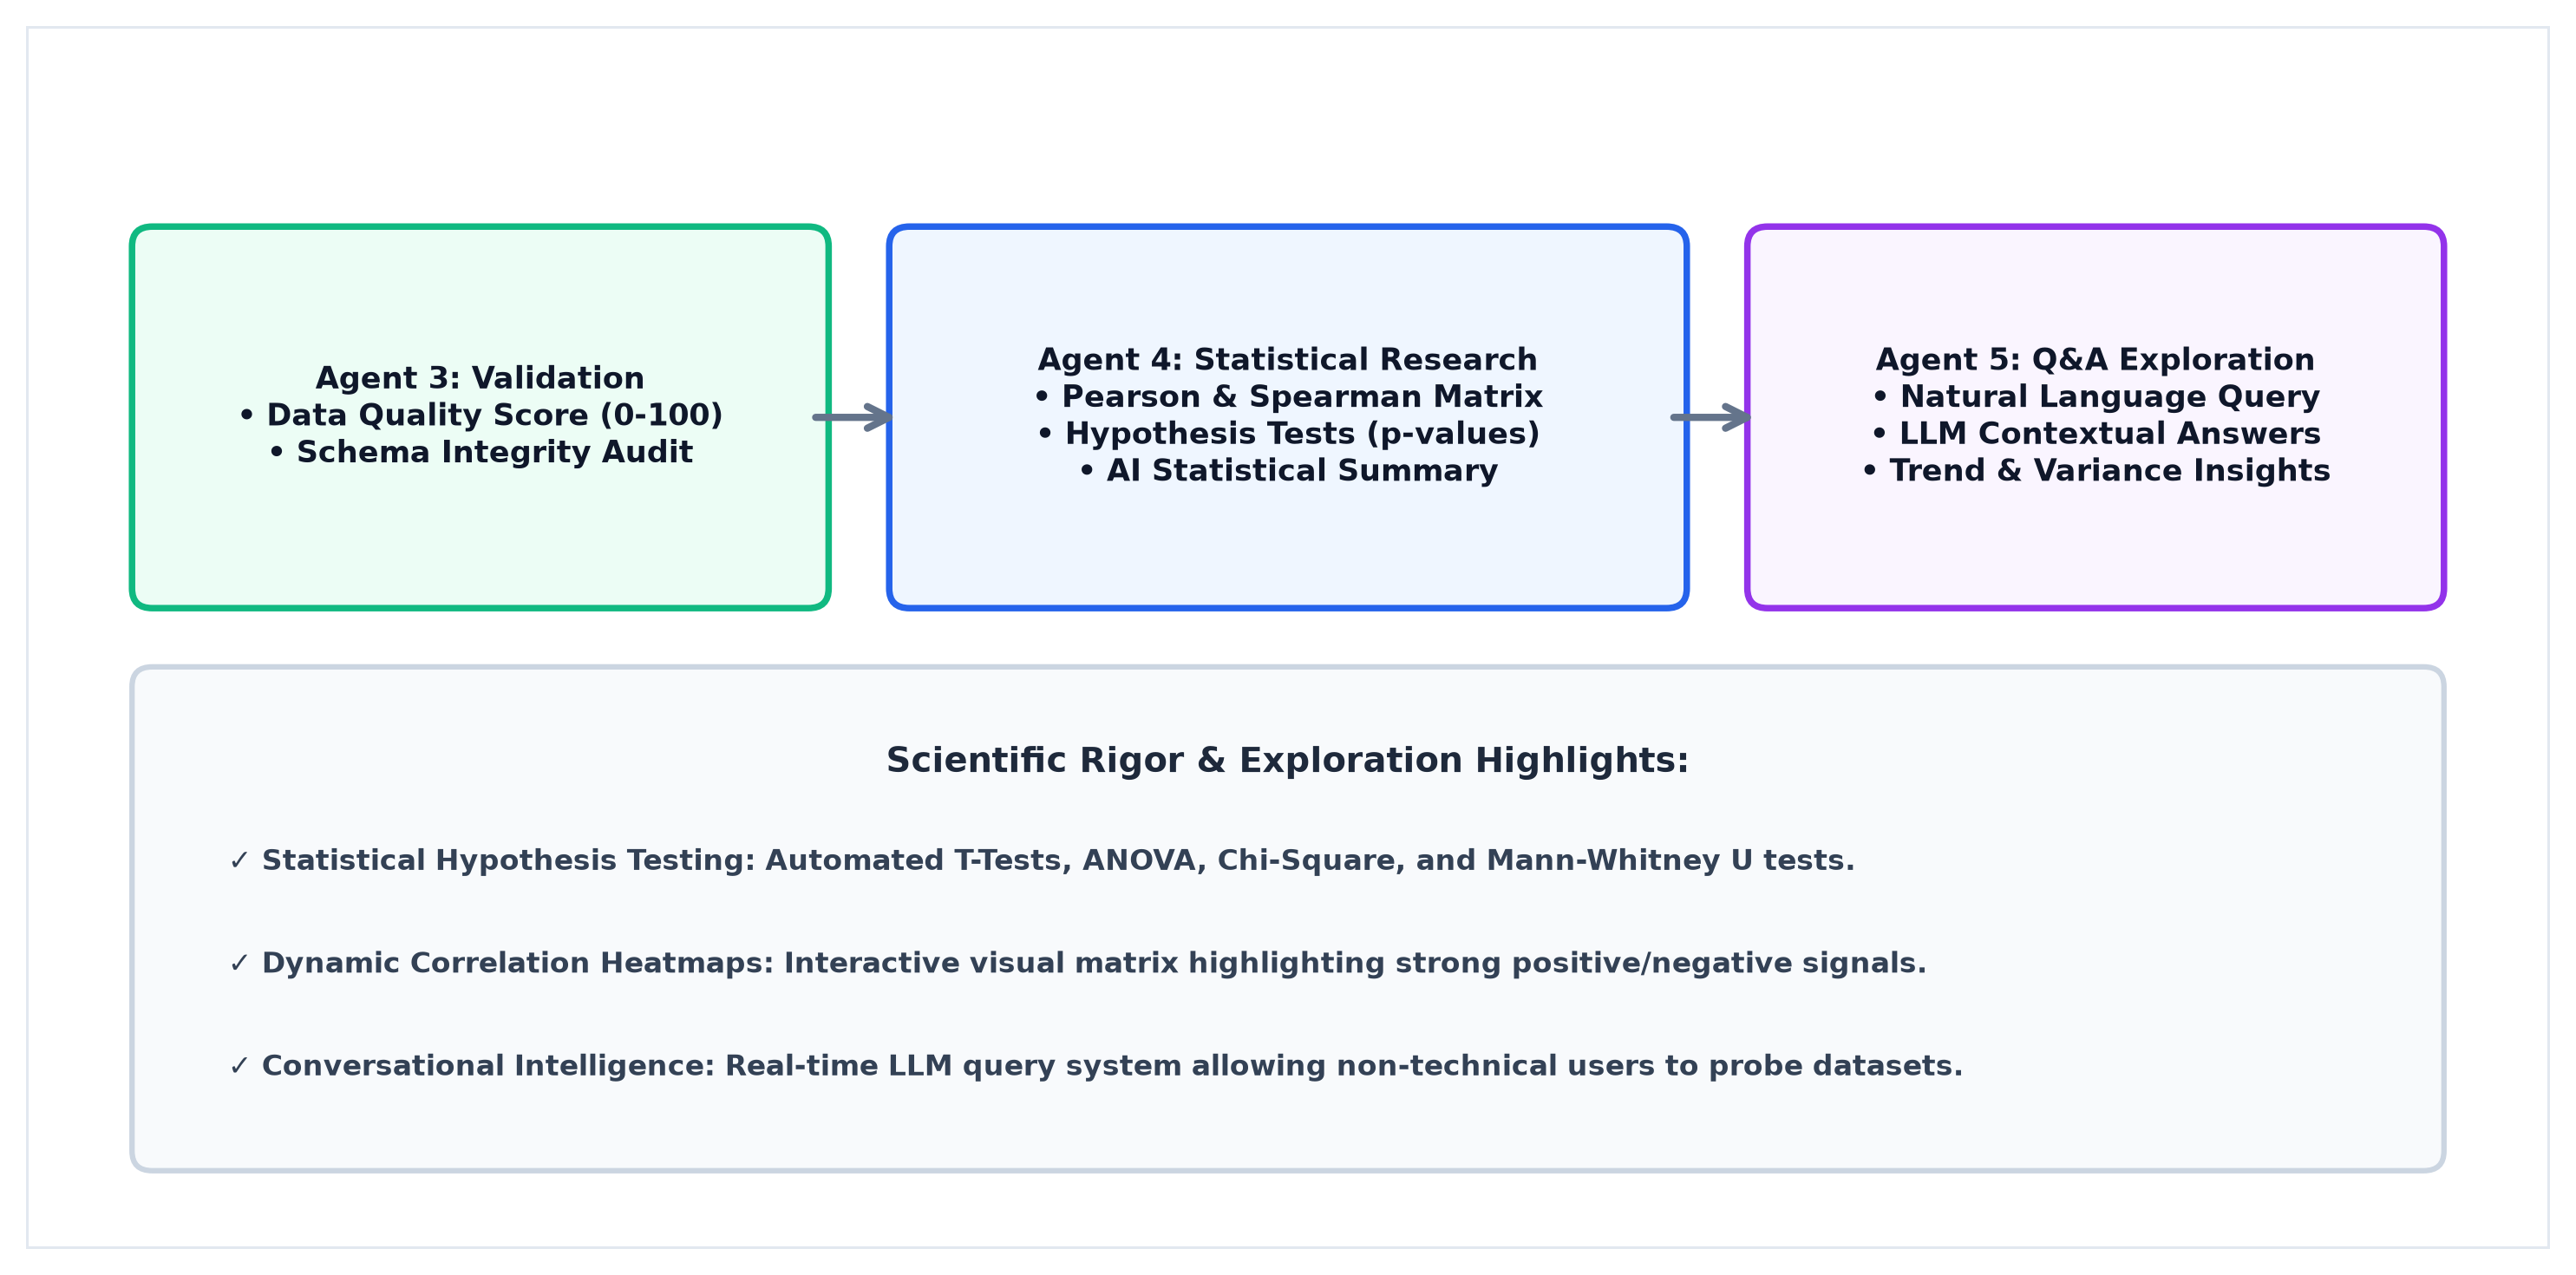 Agent 3: Validation
• Data Quality Score (0-100)
• Schema Integrity Audit
Agent 4: Statistical Research
• Pearson & Spearman Matrix
• Hypothesis Tests (p-values)
• AI Statistical Summary
Agent 5: Q&A Exploration
• Natural Language Query
• LLM Contextual Answers
• Trend & Variance Insights
Scientific Rigor & Exploration Highlights:
✓ Statistical Hypothesis Testing: Automated T-Tests, ANOVA, Chi-Square, and Mann-Whitney U tests.
✓ Dynamic Correlation Heatmaps: Interactive visual matrix highlighting strong positive/negative signals.
✓ Conversational Intelligence: Real-time LLM query system allowing non-technical users to probe datasets.